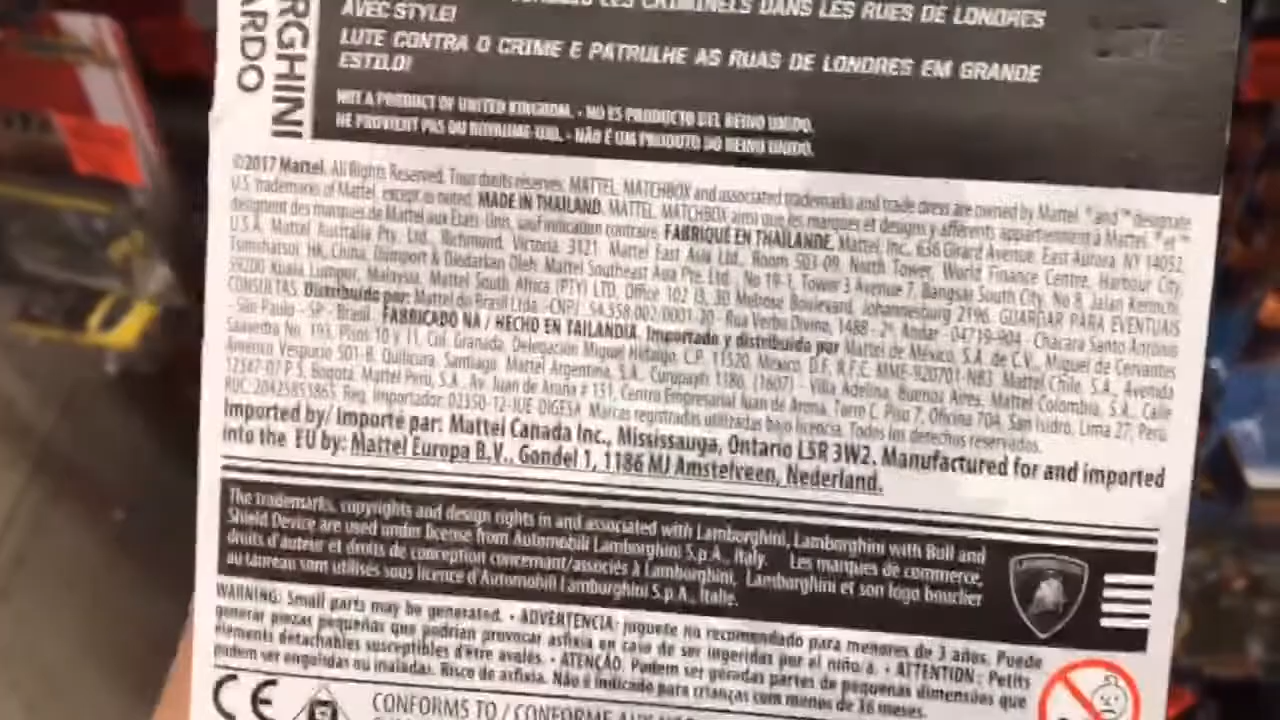 LES CRIMINELS DANS LES RUES DE LONDRES
AVEC STYLE!
LUTE CONTRA O CRIME E PATRULHE AS RUAS DE LONDRES EM GRANDE
ESTILO!
RGHINI
ARDO
NOT A PRODUCT OF UNITED KINGDOM. • NO ES PRODUCTO DEL REINO UNIDO.
NE PROVIENT PAS DU ROYAUME-UNI. • NÃO É UM PRODUTO DO REINO UNIDO.
©2017 Mattel. All Rights Reserved. Tous droits réservés. MATTEL, MATCHBOX and associated trademarks and trade dress are owned by Mattel. ® and ™ designate
U.S. trademarks of Mattel, except as noted. MADE IN THAILAND. MATTEL, MATCHBOX ainsi que les marques et designs y afférents appartiennent à Mattel. ® et ™
désignent des marques de Mattel aux États-Unis, sauf indication contraire. FABRIQUÉ EN THAÏLANDE. Mattel, Inc., 636 Girard Avenue, East Aurora, NY 14052,
U.S.A. Mattel Australia Pty. Ltd., Richmond, Victoria. 3121. Mattel East Asia Ltd., Room 503-09, North Tower, World Finance Centre, Harbour City,
Tsimshatsui, HK, China. Diimport & Diedarkan Oleh: Mattel Southeast Asia Pte. Ltd., No 19-1, Tower 3 Avenue 7, Bangsar South City, No 8, Jalan Kerinchi,
59200 Kuala Lumpur, Malaysia. Mattel South Africa (PTY) LTD, Office 102 I3, 30 Melrose Boulevard, Johannesburg 2196. GUARDAR PARA EVENTUAIS
CONSULTAS. Distribuído por: Mattel do Brasil Ltda. - CNPJ: 54.558.002/0001-20 - Rua Verbo Divino, 1488 - 2º Andar - 04719-904 - Chácara Santo Antônio
- São Paulo - SP - Brasil. FABRICADO NA / HECHO EN TAILANDIA. Importado y distribuido por Mattel de México, S.A. de C.V., Miguel de Cervantes
Saavedra No. 193, Pisos 10 y 11, Col. Granada, Delegación Miguel Hidalgo, C.P. 11520, México, D.F. R.F.C. MME-920701-NB3. Mattel Chile, S.A., Avenida
Américo Vespucio 501-B, Quilicura, Santiago. Mattel Argentina, S.A., Curupaytí 1186, (1607) - Villa Adelina, Buenos Aires. Mattel Colombia, S.A., Calle
P.5, Bogotá. Mattel Perú, S.A., Av. Juan de Arona # 151, Centro Empresarial Juan de Arona, Torre C, Piso 7, Oficina 704, San Isidro, Lima 27, Perú.
Reg. Importador: 02350-12-JUE-DIGESA. Marcas registradas utilizadas bajo licencia. Todos los derechos reservados.
Imported by/ Importé par: Mattel Canada Inc., Mississauga, Ontario L5R 3W2. Manufactured for and imported
into the EU by: Mattel Europa B.V., Gondel 1, 1186 MJ Amstelveen, Nederland.
The trademarks, copyrights and design rights in and associated with Lamborghini, Lamborghini with Bull and
Shield Device are used under license from Automobili Lamborghini S.p.A., Italy. Les marques de commerce,
droits d'auteur et droits de conception concernant/associés à Lamborghini, Lamborghini et son logo bouclier
au taureau sont utilisés sous licence d'Automobili Lamborghini S.p.A., Italie.
WARNING: Small parts may be generated. • ADVERTENCIA: juguete no recomendado para menores de 3 años. Puede
generar piezas pequeñas que podrían provocar asfixia en caso de ser ingeridas por el niño/a. • ATTENTION : Petits
éléments détachables susceptibles d'être avalés. • ATENÇÃO: Podem ser geradas partes de pequenas dimensões que
podem ser engolidas ou inaladas. Risco de asfixia. Não é indicado para crianças com menos de 36 meses.
CE
CONFORMS TO / CONFORME AUX